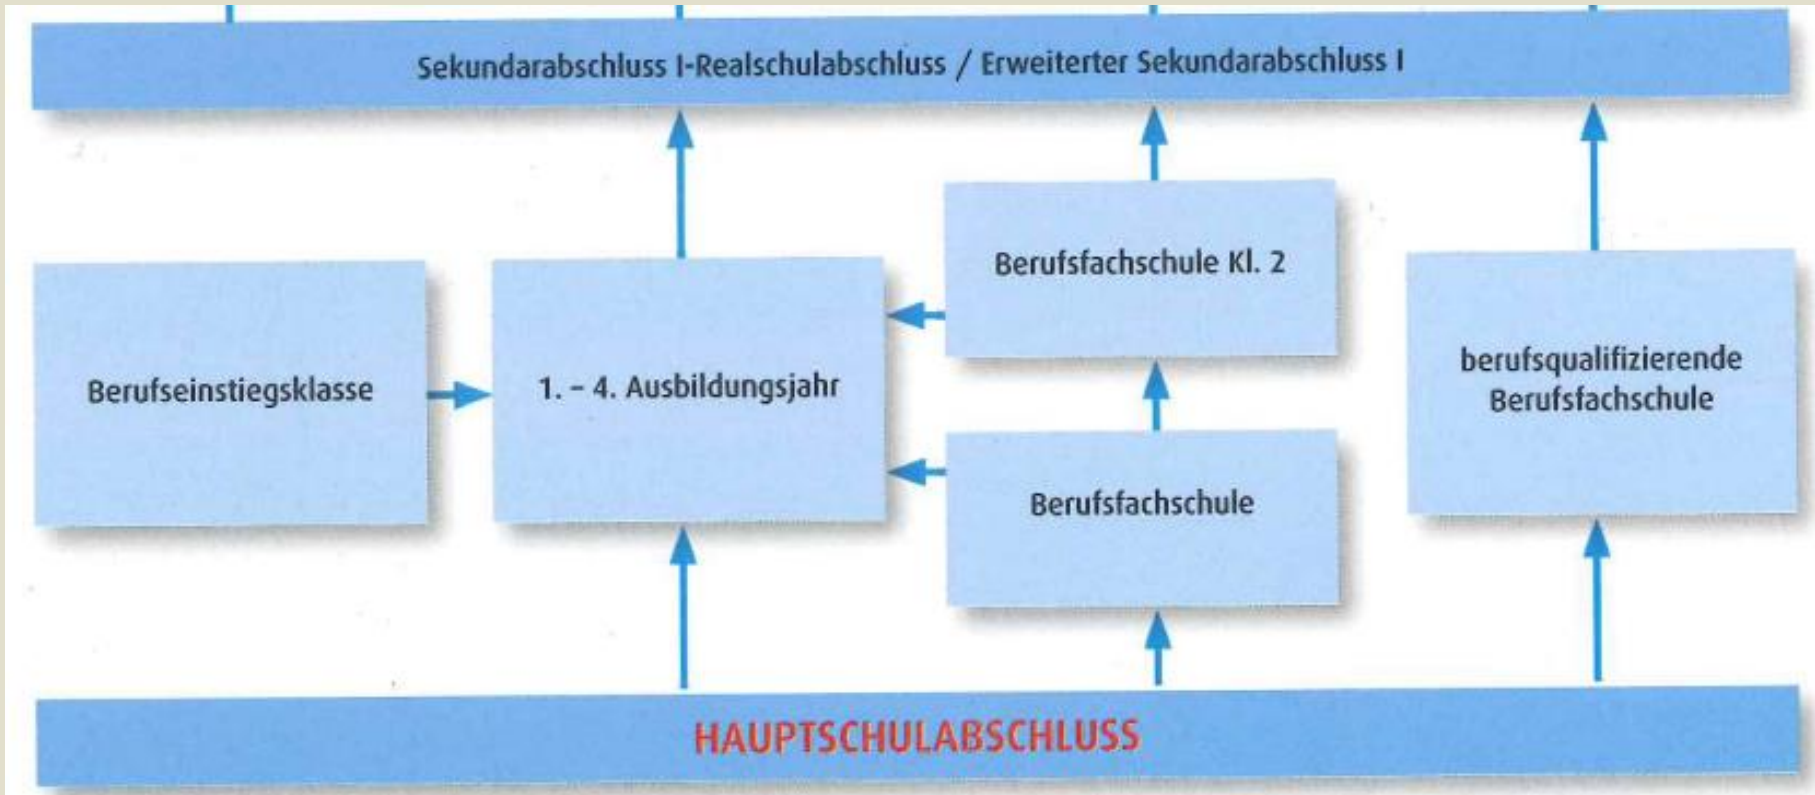 Sekundarabschluss I-Realschulabschluss / Erweiterter Sekundarabschluss I
Berufsfachschule Kl. 2
Berufseinstiegsklasse
1. – 4. Ausbildungsjahr
berufsqualifizierende
Berufsfachschule
Berufsfachschule
HAUPTSCHULABSCHLUSS